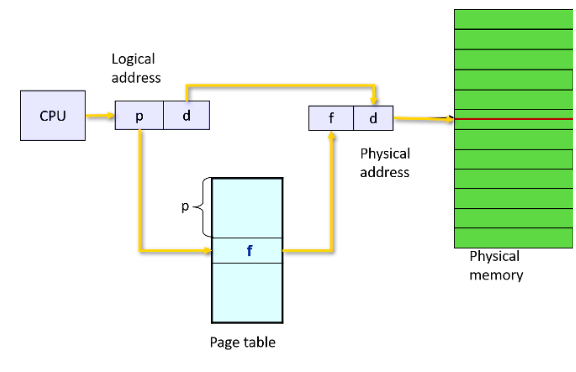 Logical
address
CPU
p d
f d
Physical
address
p
f
Physical
memory
Page table